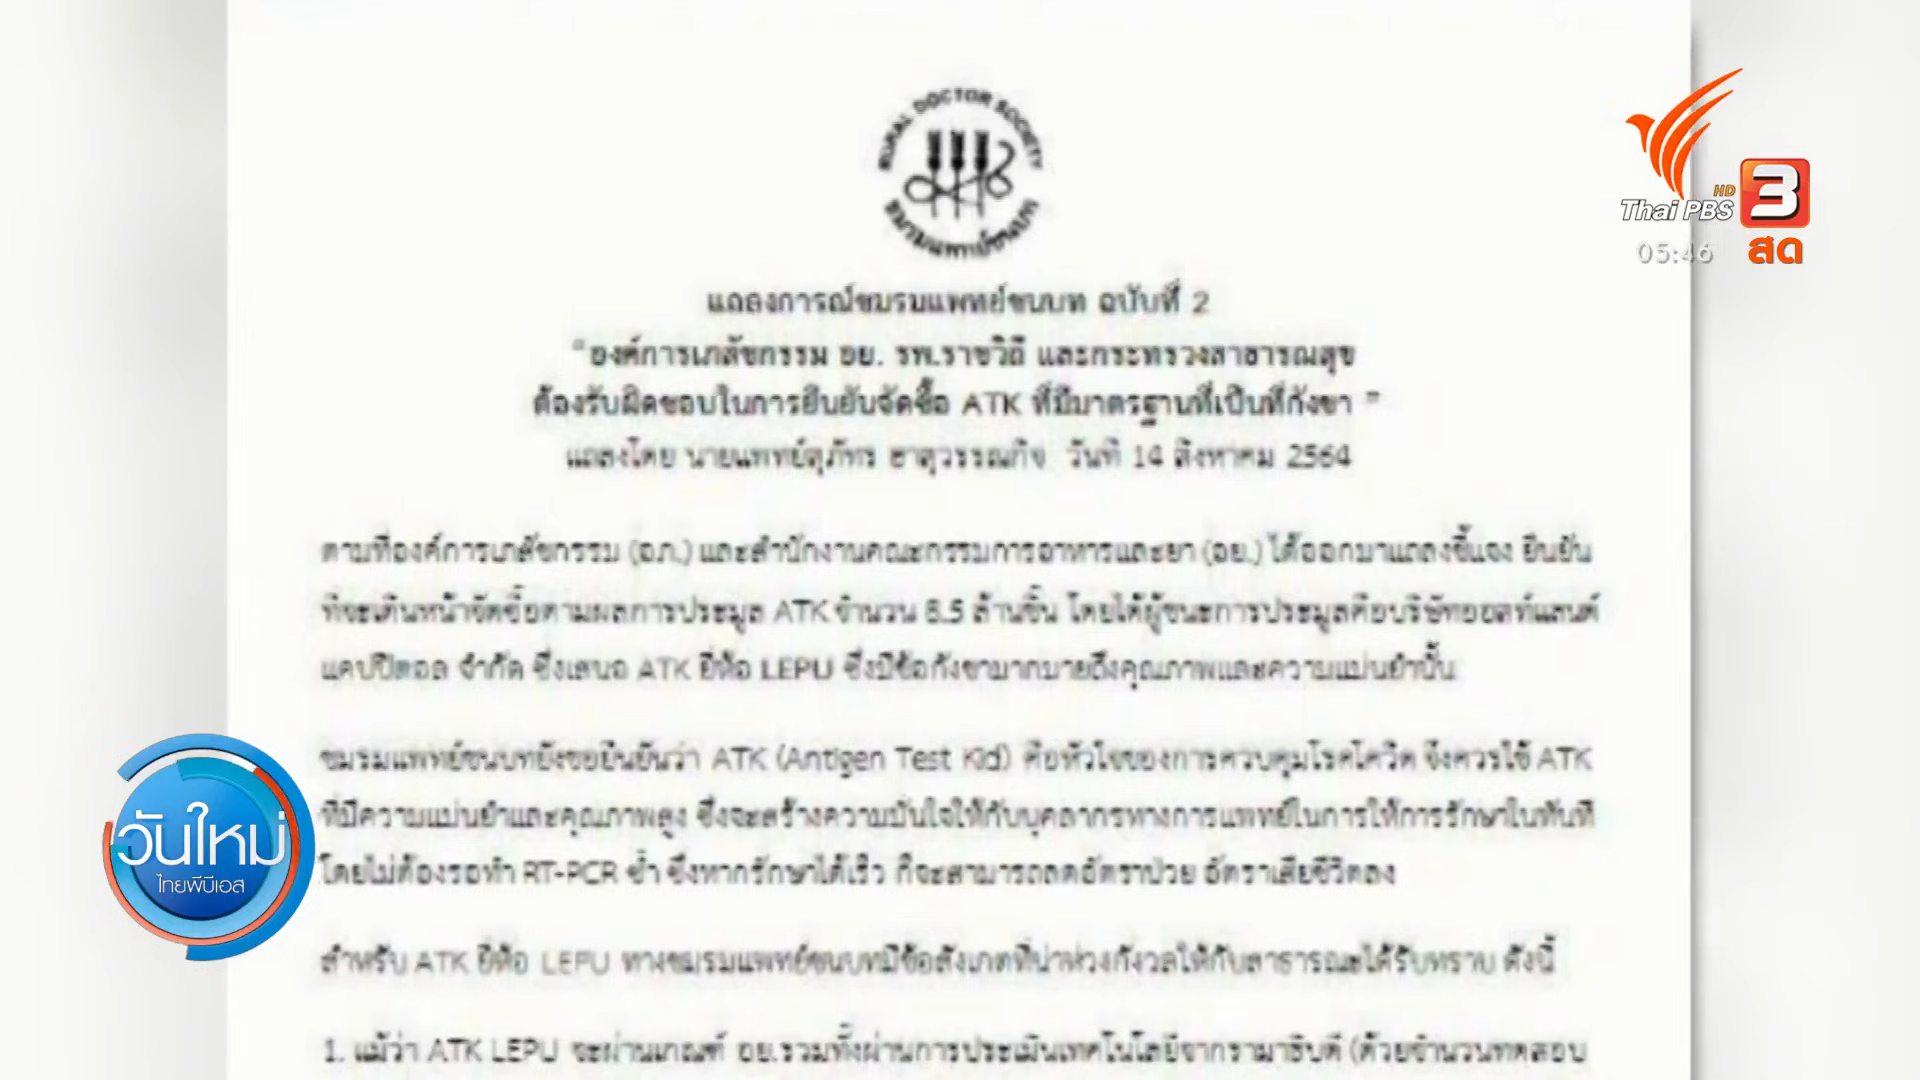 RURAL DOCTOR SOCIETY
ชมรมแพทย์ชนบท
แถลงการณ์ชมรมแพทย์ชนบท ฉบับที่ 2
“องค์การเภสัชกรรม อย. รพ.ราชวิถี และกระทรวงสาธารณสุข
ต้องรับผิดชอบในการยืนยันจัดซื้อ ATK ที่มีมาตรฐานที่เป็นที่กังขา ”
แถลงโดย นายแพทย์สุภัทร ฮาสุวรรณกิจ วันที่ 14 สิงหาคม 2564
ตามที่องค์การเภสัชกรรม (อภ.) และสำนักงานคณะกรรมการอาหารและยา (อย.) ได้ออกมาแถลงชี้แจง ยืนยัน
ที่จะเดินหน้าจัดซื้อตามผลการประมูล ATK จำนวน 8.5 ล้านชิ้น โดยได้ผู้ชนะการประมูลคือบริษัทออสท์แลนด์
แคปปิตอล จำกัด ซึ่งเสนอ ATK ยี่ห้อ LEPU ซึ่งมีข้อกังขามากมายถึงคุณภาพและความแม่นยำนั้น
ชมรมแพทย์ชนบทยังขอยืนยันว่า ATK (Antigen Test Kid) คือหัวใจของการควบคุมโรคโควิด จึงควรใช้ ATK
ที่มีความแม่นยำและคุณภาพสูง ซึ่งจะสร้างความมั่นใจให้กับบุคลากรทางการแพทย์ในการให้การรักษาในทันที
โดยไม่ต้องรอทำ RT-PCR ซ้ำ ซึ่งหากรักษาได้เร็ว ก็จะสามารถลดอัตราป่วย อัตราเสียชีวิตลง
สำหรับ ATK ยี่ห้อ LEPU ทางชมรมแพทย์ชนบทมีข้อสังเกตที่น่าห่วงกังวลให้กับสาธารณะได้รับทราบ ดังนี้
1. แม้ว่า ATK LEPU จะผ่านเกณฑ์ อย.รวมทั้งผ่านการประเมินเทคโนโลยีจากรามาธิบดี (ด้วยจำนวนทดสอบ
Thai PBS HD 3
05:46 สด
วันใหม่
ไทยพีบีเอส